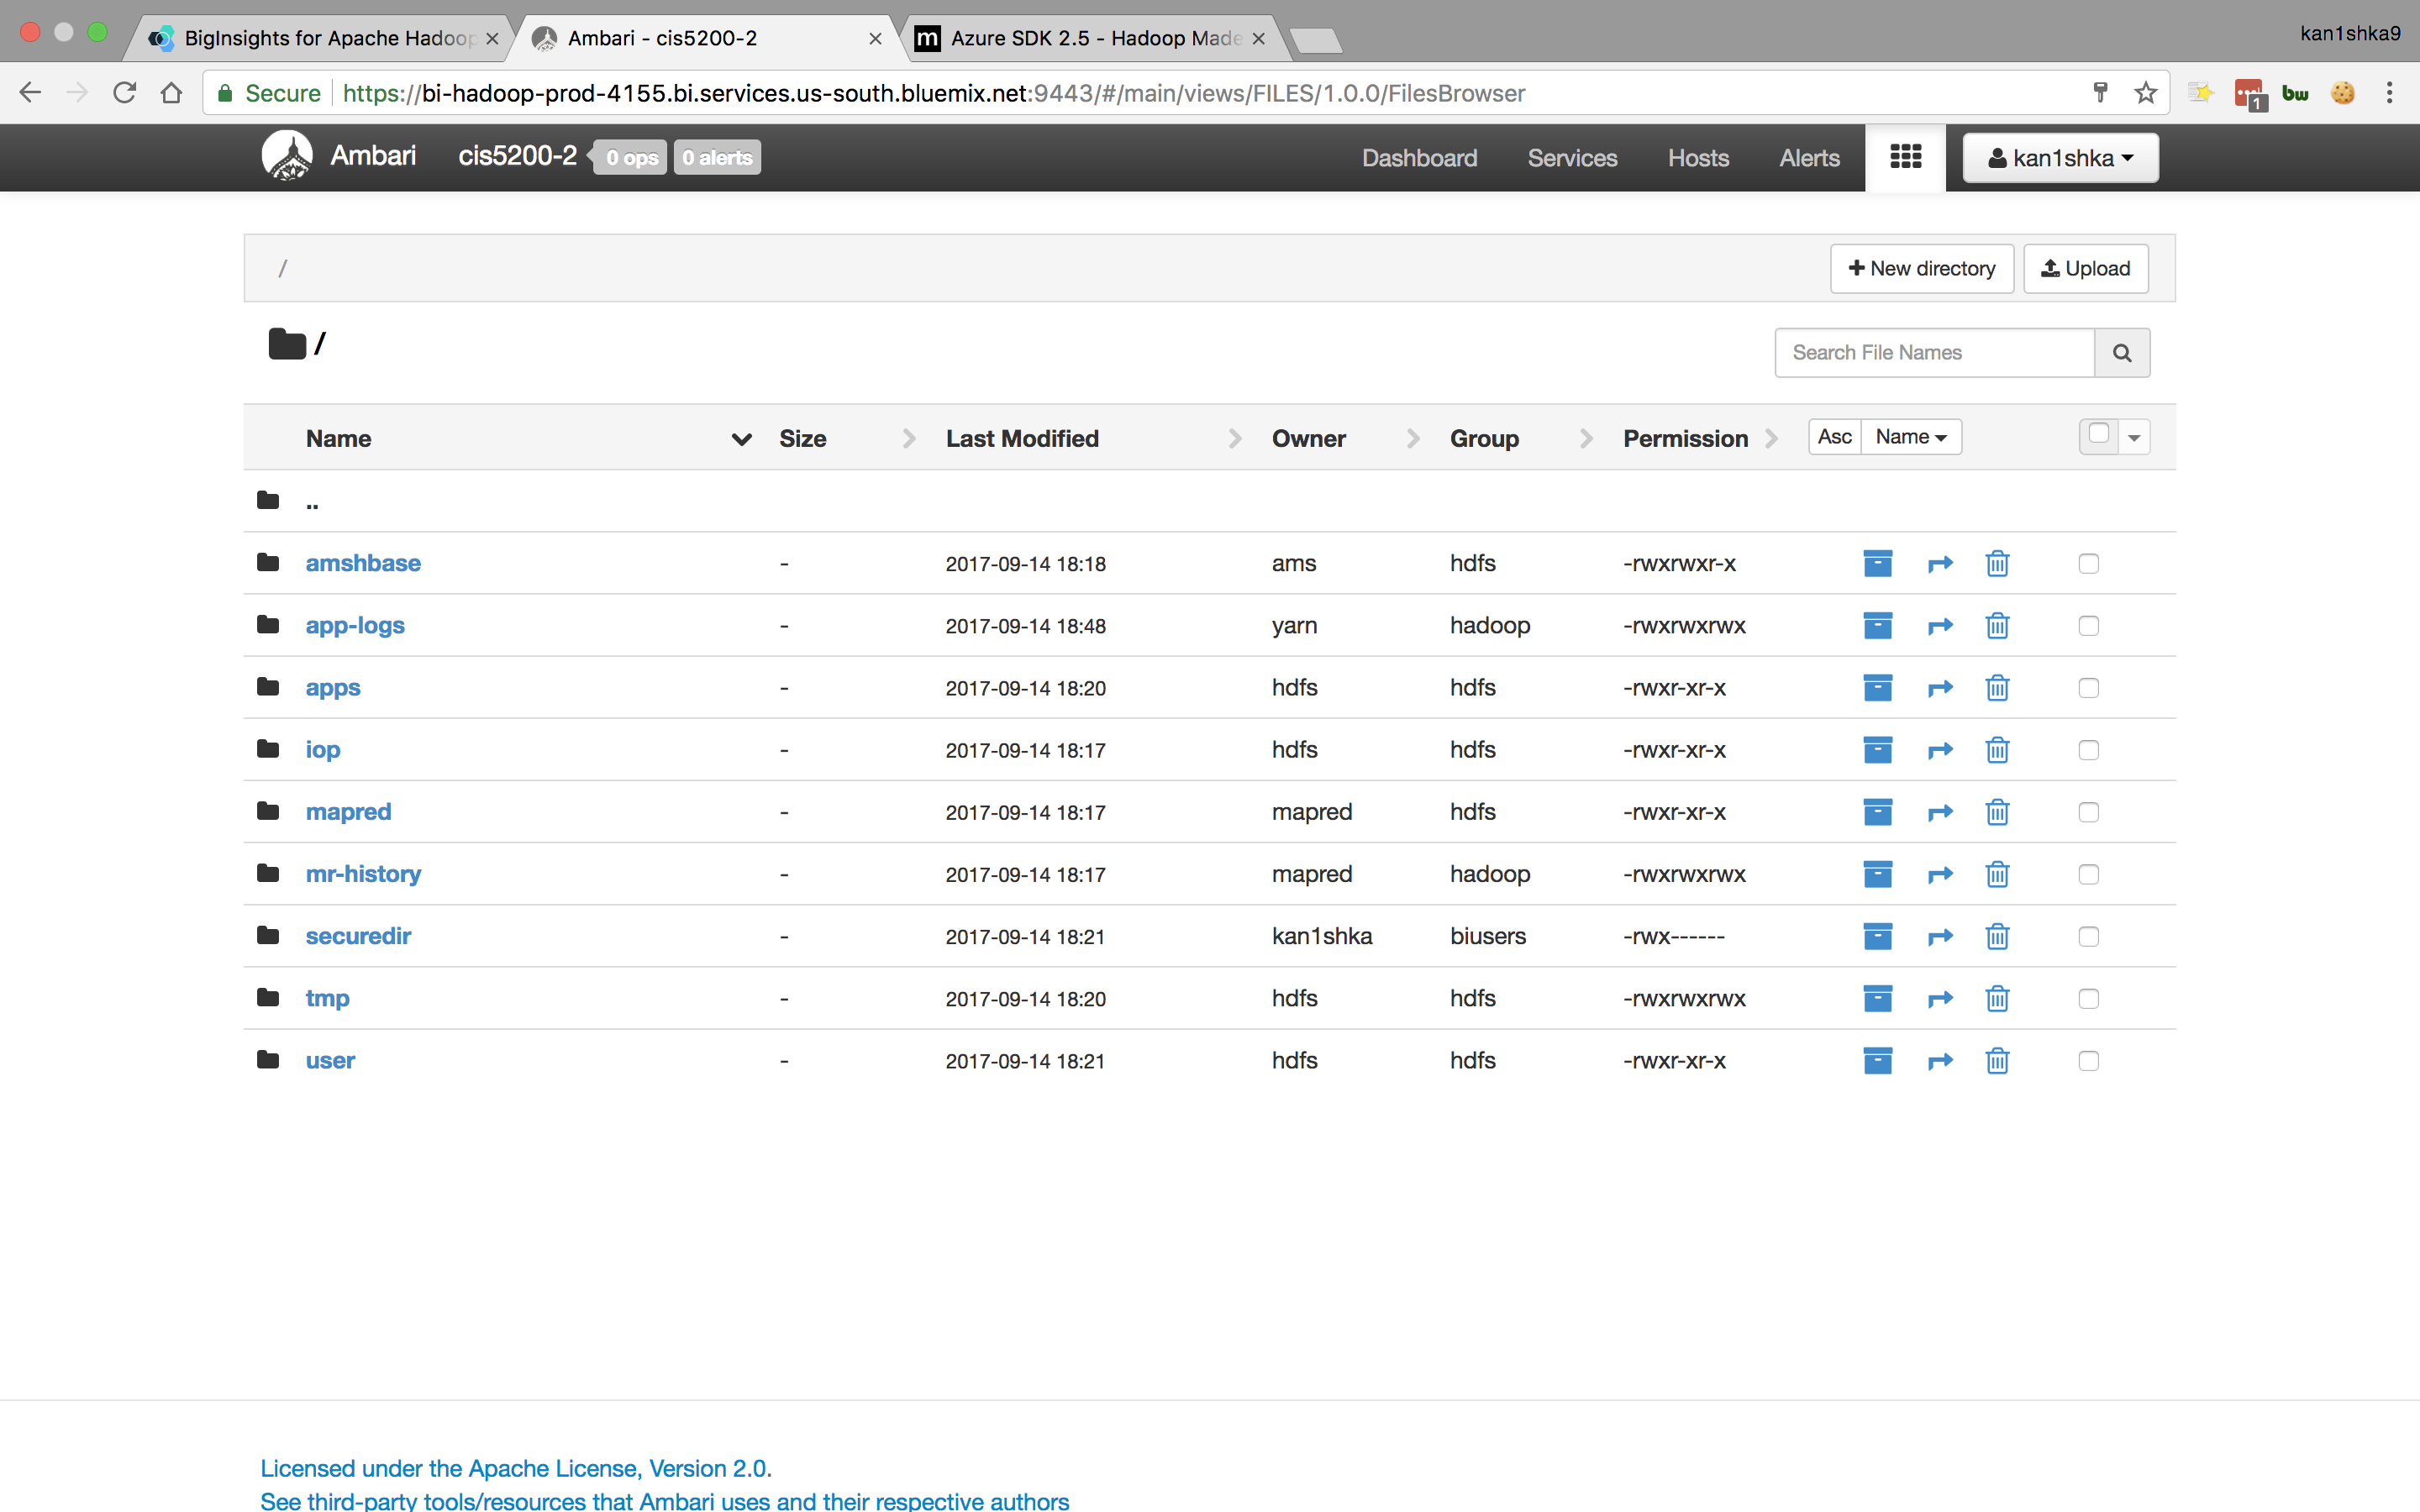 BigInsights for Apache Hadoop Ambari - cis5200-2 Azure SDK 2.5 - Hadoop Made kan1shka9
Secure https://bi-hadoop-prod-4155.bi.services.us-south.bluemix.net:9443/#/main/views/FILES/1.0.0/FilesBrowser 1 bw
Ambari cis5200-2 0 ops 0 alerts Dashboard Services Hosts Alerts kan1shka
/ New directory Upload
/ Search File Names
Name Size Last Modified Owner Group Permission Asc Name
..
amshbase - 2017-09-14 18:18 ams hdfs -rwxrwxr-x
app-logs - 2017-09-14 18:48 yarn hadoop -rwxrwxrwx
apps - 2017-09-14 18:20 hdfs hdfs -rwxr-xr-x
iop - 2017-09-14 18:17 hdfs hdfs -rwxr-xr-x
mapred - 2017-09-14 18:17 mapred hdfs -rwxr-xr-x
mr-history - 2017-09-14 18:17 mapred hadoop -rwxrwxrwx
securedir - 2017-09-14 18:21 kan1shka biusers -rwx------
tmp - 2017-09-14 18:20 hdfs hdfs -rwxrwxrwx
user - 2017-09-14 18:21 hdfs hdfs -rwxr-xr-x
Licensed under the Apache License, Version 2.0.
See third-party tools/resources that Ambari uses and their respective authors